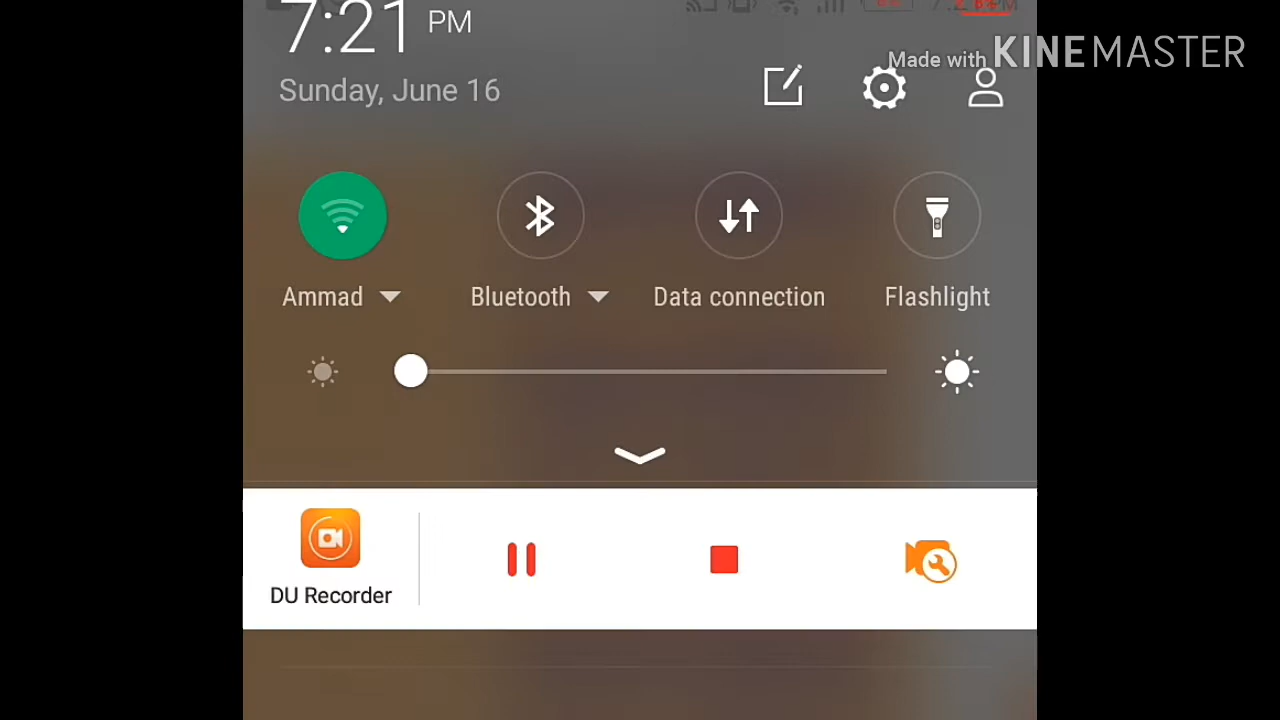 7:21 PM
Made with KINEMASTER
Sunday, June 16
Ammad
Bluetooth
Data connection
Flashlight
DU Recorder